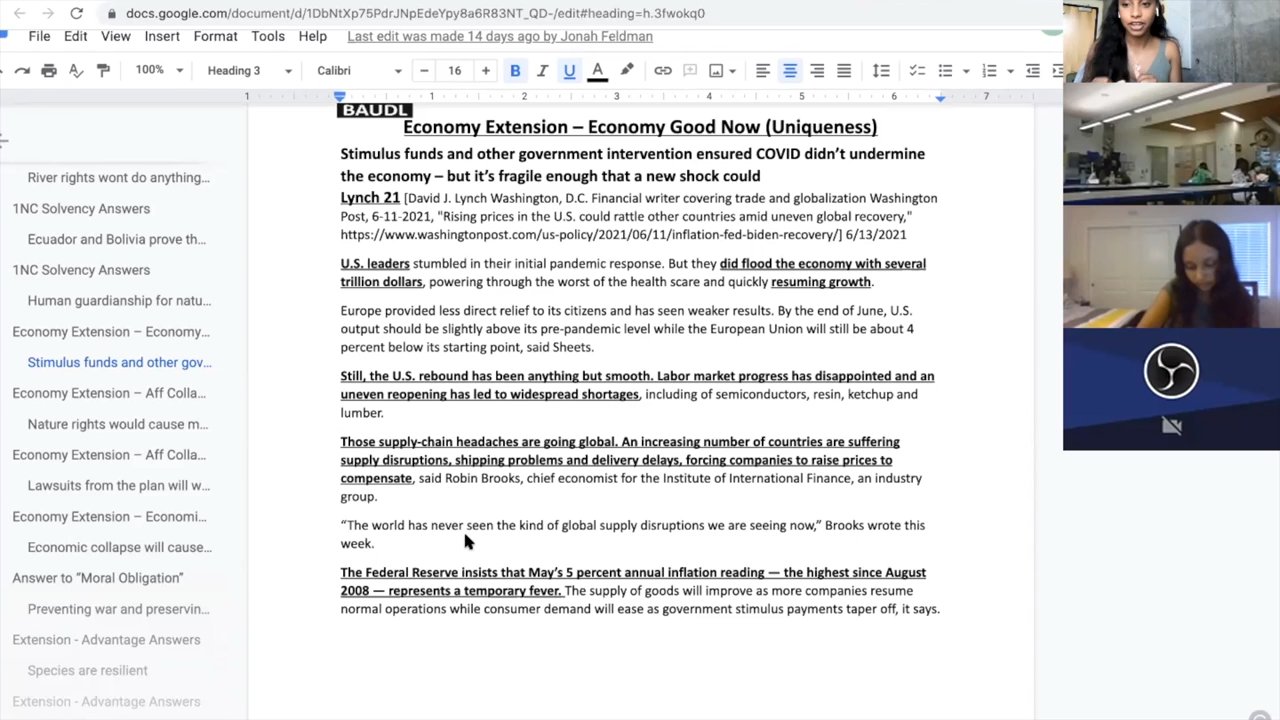 docs.google.com/document/d/1DbNtXp75PdrJNpEdeYpy8a6R83NT_QD-/edit#heading=h.3fwokq0
File Edit View Insert Format Tools Help Last edit was made 14 days ago by Jonah Feldman
100% Heading 3 Calibri 16 B I U A
1 1 2 3 4 5 6 7
River rights wont do anything...
1NC Solvency Answers
Ecuador and Bolivia prove th...
1NC Solvency Answers
Human guardianship for natu...
Economy Extension – Economy...
Stimulus funds and other gov...
Economy Extension – Aff Colla...
Nature rights would cause m...
Economy Extension – Aff Colla...
Lawsuits from the plan will w...
Economy Extension – Economi...
Economic collapse will cause...
Answer to “Moral Obligation”
Preventing war and preservin...
Extension - Advantage Answers
Species are resilient
Extension - Advantage Answers
BAUDL
Economy Extension – Economy Good Now (Uniqueness)
Stimulus funds and other government intervention ensured COVID didn’t undermine
the economy – but it’s fragile enough that a new shock could
Lynch 21 [David J. Lynch Washington, D.C. Financial writer covering trade and globalization Washington
Post, 6-11-2021, "Rising prices in the U.S. could rattle other countries amid uneven global recovery,"
https://www.washingtonpost.com/us-policy/2021/06/11/inflation-fed-biden-recovery/] 6/13/2021
U.S. leaders stumbled in their initial pandemic response. But they did flood the economy with several
trillion dollars, powering through the worst of the health scare and quickly resuming growth.
Europe provided less direct relief to its citizens and has seen weaker results. By the end of June, U.S.
output should be slightly above its pre-pandemic level while the European Union will still be about 4
percent below its starting point, said Sheets.
Still, the U.S. rebound has been anything but smooth. Labor market progress has disappointed and an
uneven reopening has led to widespread shortages, including of semiconductors, resin, ketchup and
lumber.
Those supply-chain headaches are going global. An increasing number of countries are suffering
supply disruptions, shipping problems and delivery delays, forcing companies to raise prices to
compensate, said Robin Brooks, chief economist for the Institute of International Finance, an industry
group.
“The world has never seen the kind of global supply disruptions we are seeing now,” Brooks wrote this
week.
The Federal Reserve insists that May’s 5 percent annual inflation reading — the highest since August
2008 — represents a temporary fever. The supply of goods will improve as more companies resume
normal operations while consumer demand will ease as government stimulus payments taper off, it says.